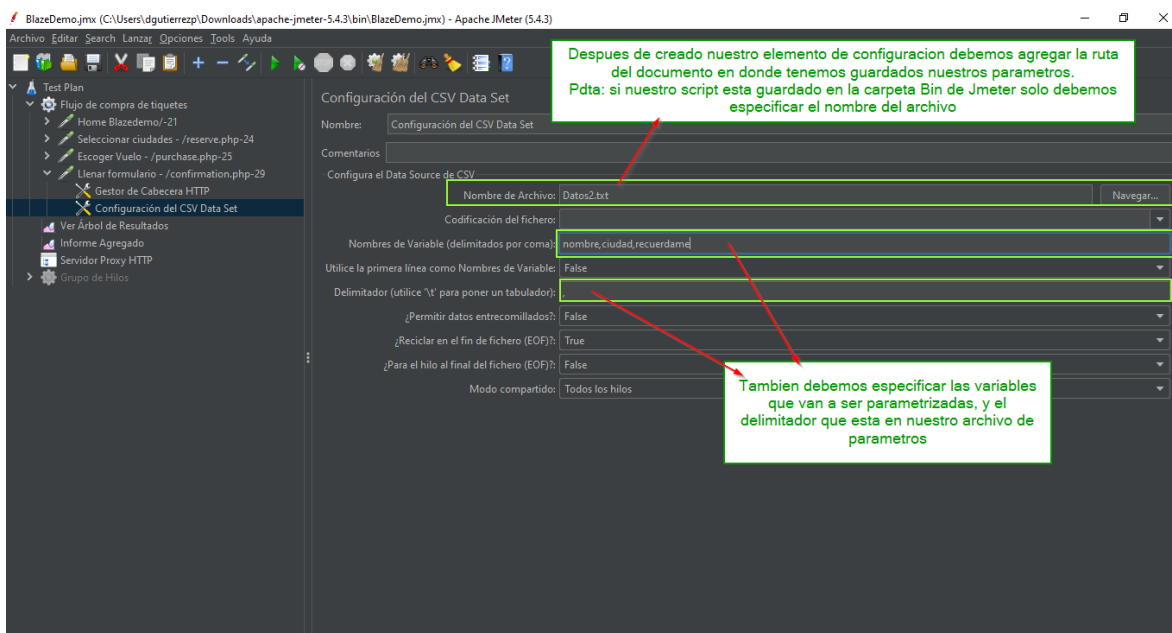 BlazeDemo.jmx (C:\Users\dgutierrezp\Downloads\apache-jmeter-5.4.3\bin\BlazeDemo.jmx) - Apache JMeter (5.4.3)
Archivo Editar Search Lanzar Opciones Tools Ayuda
Despues de creado nuestro elemento de configuracion debemos agregar la ruta
del documento en donde tenemos guardados nuestros parametros.
Pdta: si nuestro script esta guardado en la carpeta Bin de Jmeter solo debemos
especificar el nombre del archivo
Test Plan
Flujo de compra de tiquetes
Home Blazedemo/-21
Seleccionar ciudades - /reserve.php-24
Escoger Vuelo - /purchase.php-25
Llenar formulario - /confirmation.php-29
Gestor de Cabecera HTTP
Configuración del CSV Data Set
Ver Árbol de Resultados
Informe Agregado
Servidor Proxy HTTP
Grupo de Hilos
Configuración del CSV Data Set
Nombre: Configuración del CSV Data Set
Comentarios
Configura el Data Source de CSV
Nombre de Archivo: Datos2.txt Navegar...
Codificación del fichero:
Nombres de Variable (delimitados por coma): nombre,ciudad,recuerdame
Utilice la primera línea como Nombres de Variable: False
Delimitador (utilice '\t' para poner un tabulador): ,
¿Permitir datos entrecomillados?: False
¿Reciclar en el fin de fichero (EOF)?: True
¿Para el hilo al final del fichero (EOF)?: False
Modo compartido: Todos los hilos
Tambien debemos especificar las variables
que van a ser parametrizadas, y el
delimitador que esta en nuestro archivo de
parametros